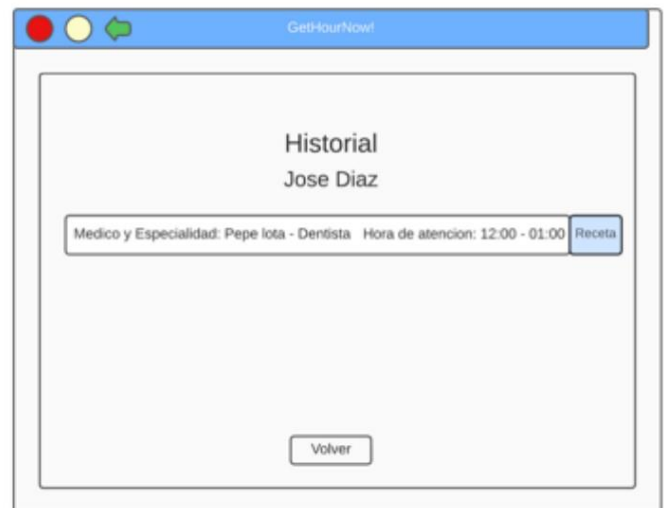 GetHourNow!
Historial
Jose Diaz
Medico y Especialidad: Pepe lota - Dentista Hora de atencion: 12:00 - 01:00 Receta
Volver